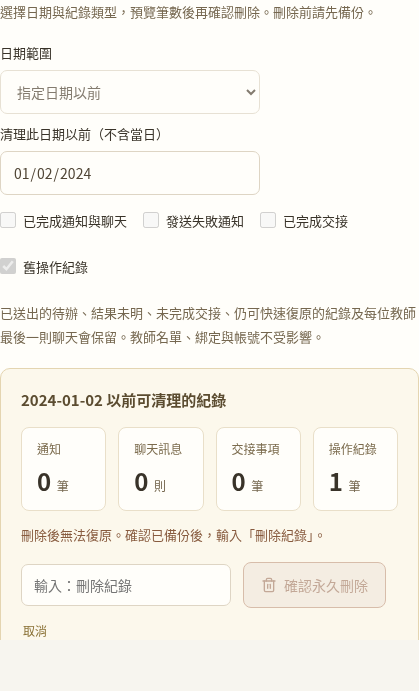 選擇日期與紀錄類型，預覽筆數後再確認刪除。刪除前請先備份。
日期範圍
指定日期以前
清理此日期以前（不含當日）
01/02/2024
已完成通知與聊天 發送失敗通知 已完成交接
舊操作紀錄
已送出的待辦、結果未明、未完成交接、仍可快速復原的紀錄及每位教師
最後一則聊天會保留。教師名單、綁定與帳號不受影響。
2024-01-02 以前可清理的紀錄
通知 聊天訊息 交接事項 操作紀錄
0 筆 0 則 0 筆 1 筆
刪除後無法復原。確認已備份後，輸入「刪除紀錄」。
輸入：刪除紀錄 確認永久刪除
取消